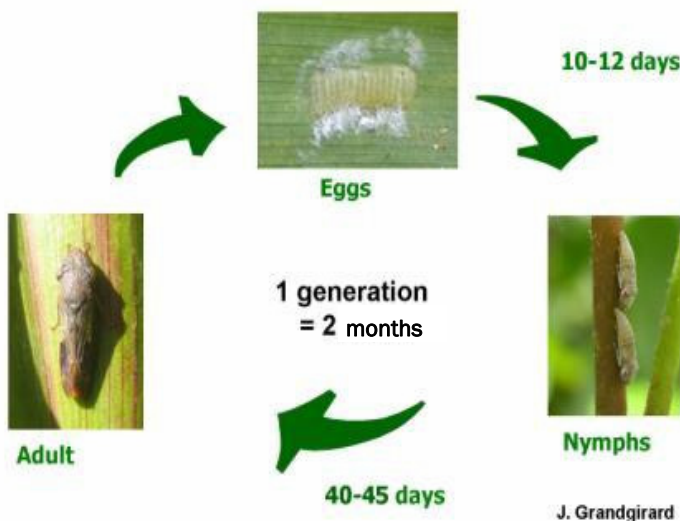 10-12 days
Eggs
1 generation
= 2 months
Adult
Nymphs
40-45 days
J. Grandgirard